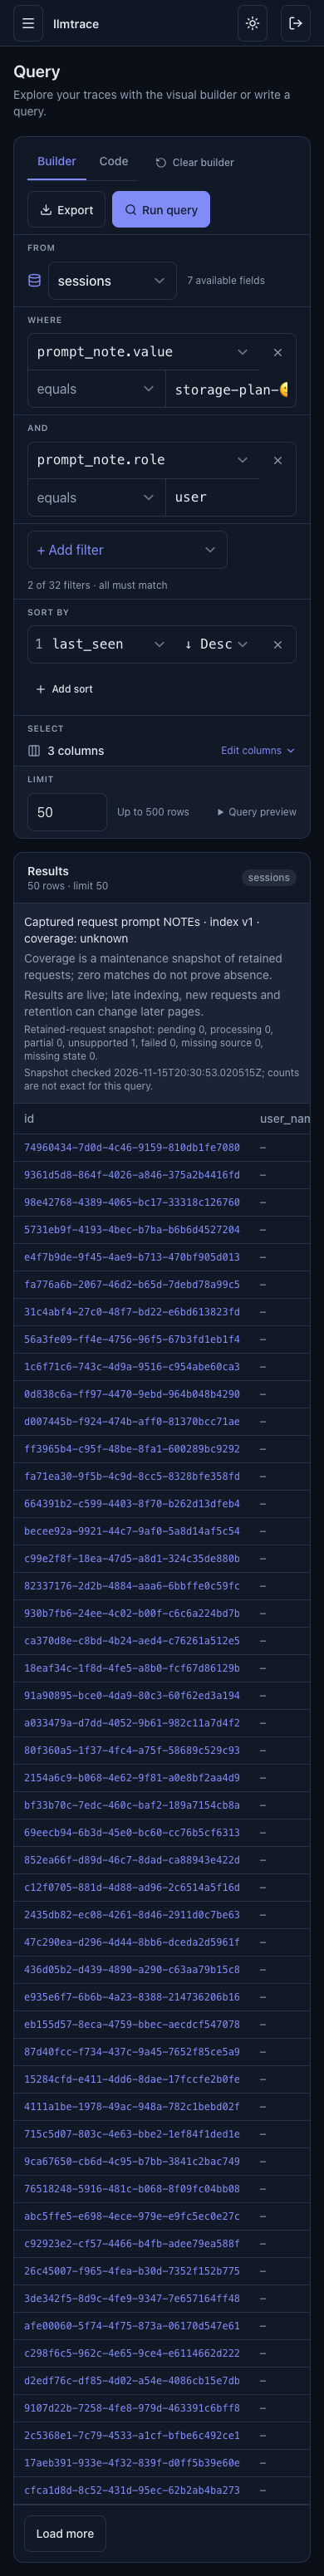 llmtrace
Query
Explore your traces with the visual builder or write a
query.
Builder
Code
Clear builder
Export
Run query
FROM
sessions
7 available fields
WHERE
prompt_note.value
equals
storage-plan-
AND
prompt_note.role
equals
user
+ Add filter
2 of 32 filters · all must match
SORT BY
1 last_seen
↓ Desc
+ Add sort
SELECT
3 columns
Edit columns
LIMIT
50
Up to 500 rows
▶ Query preview
Results
50 rows · limit 50
sessions
Captured request prompt NOTEs · index v1 ·
coverage: unknown
Coverage is a maintenance snapshot of retained
requests; zero matches do not prove absence.
Results are live; late indexing, new requests and
retention can change later pages.
Retained-request snapshot: pending 0, processing 0,
partial 0, unsupported 1, failed 0, missing source 0,
missing state 0.
Snapshot checked 2026-11-15T20:30:53.020515Z; counts
are not exact for this query.
id user_nam
74960434-7d0d-4c46-9159-810db1fe7080 —
9361d5d8-864f-4026-a846-375a2b4416fd —
98e42768-4389-4065-bc17-33318c126760 —
5731eb9f-4193-4bec-b7ba-b6b6d4527204 —
e4f7b9de-9f45-4ae9-b713-470bf905d013 —
fa776a6b-2067-46d2-b65d-7debd78a99c5 —
31c4abf4-27c0-48f7-bd22-e6bd613823fd —
56a3fe09-ff4e-4756-96f5-67b3fd1eb1f4 —
1c6f71c6-743c-4d9a-9516-c954abe60ca3 —
0d838c6a-ff97-4470-9ebd-964b048b4290 —
d007445b-f924-474b-aff0-81370bcc71ae —
ff3965b4-c95f-48be-8fa1-600289bc9292 —
fa71ea30-9f5b-4c9d-8cc5-8328bfe358fd —
664391b2-c599-4403-8f70-b262d13dfeb4 —
becee92a-9921-44c7-9af0-5a8d14af5c54 —
c99e2f8f-18ea-47d5-a8d1-324c35de880b —
82337176-2d2b-4884-aaa6-6bbffe0c59fc —
930b7fb6-24ee-4c02-b00f-c6c6a224bd7b —
ca370d8e-c8bd-4b24-aed4-c76261a512e5 —
18eaf34c-1f8d-4fe5-a8b0-fcf67d86129b —
91a90895-bce0-4da9-80c3-60f62ed3a194 —
a033479a-d7dd-4052-9b61-982c11a7d4f2 —
80f360a5-1f37-4fc4-a75f-58689c529c93 —
2154a6c9-b068-4e62-9f81-a0e8bf2aa4d9 —
bf33b70c-7edc-460c-baf2-189a7154cb8a —
69eecb94-6b3d-45e0-bc60-cc76b5cf6313 —
852ea66f-d89d-46c7-8dad-ca88943e422d —
c12f0705-881d-4d88-ad96-2c6514a5f16d —
2435db82-ec08-4261-8d46-2911d0c7be63 —
47c290ea-d296-4d44-8bb6-dceda2d5961f —
436d05b2-d439-4890-a290-c63aa79b15c8 —
e935e6f7-6b6b-4a23-8388-214736206b16 —
eb155d57-8eca-4759-bbec-aecdcf547078 —
87d40fcc-f734-437c-9a45-7652f85ce5a9 —
15284cfd-e411-4dd6-8dae-17fccfe2b0fe —
4111a1be-1978-49ac-948a-782c1bebd02f —
715c5d07-803c-4e63-bbe2-1ef84f1ded1e —
9ca67650-cb6d-4c95-b7bb-3841c2bac749 —
76518248-5916-481c-b068-8f09fc04bb08 —
abc5ffe5-e698-4ece-979e-e9fc5ec0e27c —
c92923e2-cf57-4466-b4fb-adee79ea588f —
26c45007-f965-4fea-b30d-7352f152b775 —
3de342f5-8d9c-4fe9-9347-7e657164ff48 —
afe00060-5f74-4f75-873a-06170d547e61 —
c298f6c5-962c-4e65-9ce4-e6114662d222 —
d2edf76c-df85-4d02-a54e-4086cb15e7db —
9107d22b-7258-4fe8-979d-463391c6bff8 —
2c5368e1-7c79-4533-a1cf-bfbe6c492ce1 —
17aeb391-933e-4f32-839f-d0ff5b39e60e —
cfca1d8d-8c52-431d-95ec-62b2ab4ba273 —
Load more